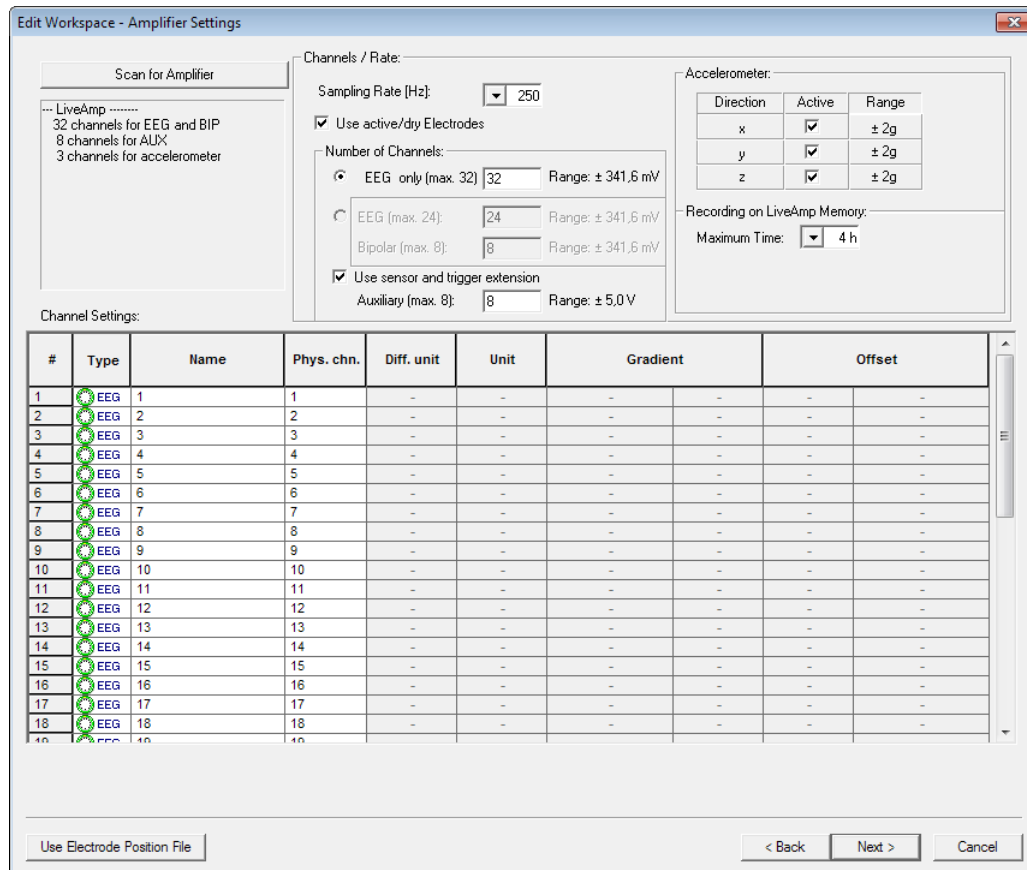 Edit Workspace - Amplifier Settings
Scan for Amplifier
--- LiveAmp --------
32 channels for EEG and BIP
8 channels for AUX
3 channels for accelerometer
Channels / Rate:
Sampling Rate [Hz]: 250
Use active/dry Electrodes
Number of Channels:
EEG only (max. 32) 32 Range: ± 341,6 mV
EEG (max. 24): 24 Range: ± 341,6 mV
Bipolar (max. 8): 8 Range: ± 341,6 mV
Use sensor and trigger extension
Auxiliary (max. 8): 8 Range: ± 5,0 V
Accelerometer:
Direction Active Range
x ± 2g
y ± 2g
z ± 2g
Recording on LiveAmp Memory:
Maximum Time: 4 h
Channel Settings:
# Type Name Phys. chn. Diff. unit Unit Gradient Offset
1 EEG 1 1 - - - - - -
2 EEG 2 2 - - - - - -
3 EEG 3 3 - - - - - -
4 EEG 4 4 - - - - - -
5 EEG 5 5 - - - - - -
6 EEG 6 6 - - - - - -
7 EEG 7 7 - - - - - -
8 EEG 8 8 - - - - - -
9 EEG 9 9 - - - - - -
10 EEG 10 10 - - - - - -
11 EEG 11 11 - - - - - -
12 EEG 12 12 - - - - - -
13 EEG 13 13 - - - - - -
14 EEG 14 14 - - - - - -
15 EEG 15 15 - - - - - -
16 EEG 16 16 - - - - - -
17 EEG 17 17 - - - - - -
18 EEG 18 18 - - - - - -
19 EEG 19 19
Use Electrode Position File
< Back
Next >
Cancel